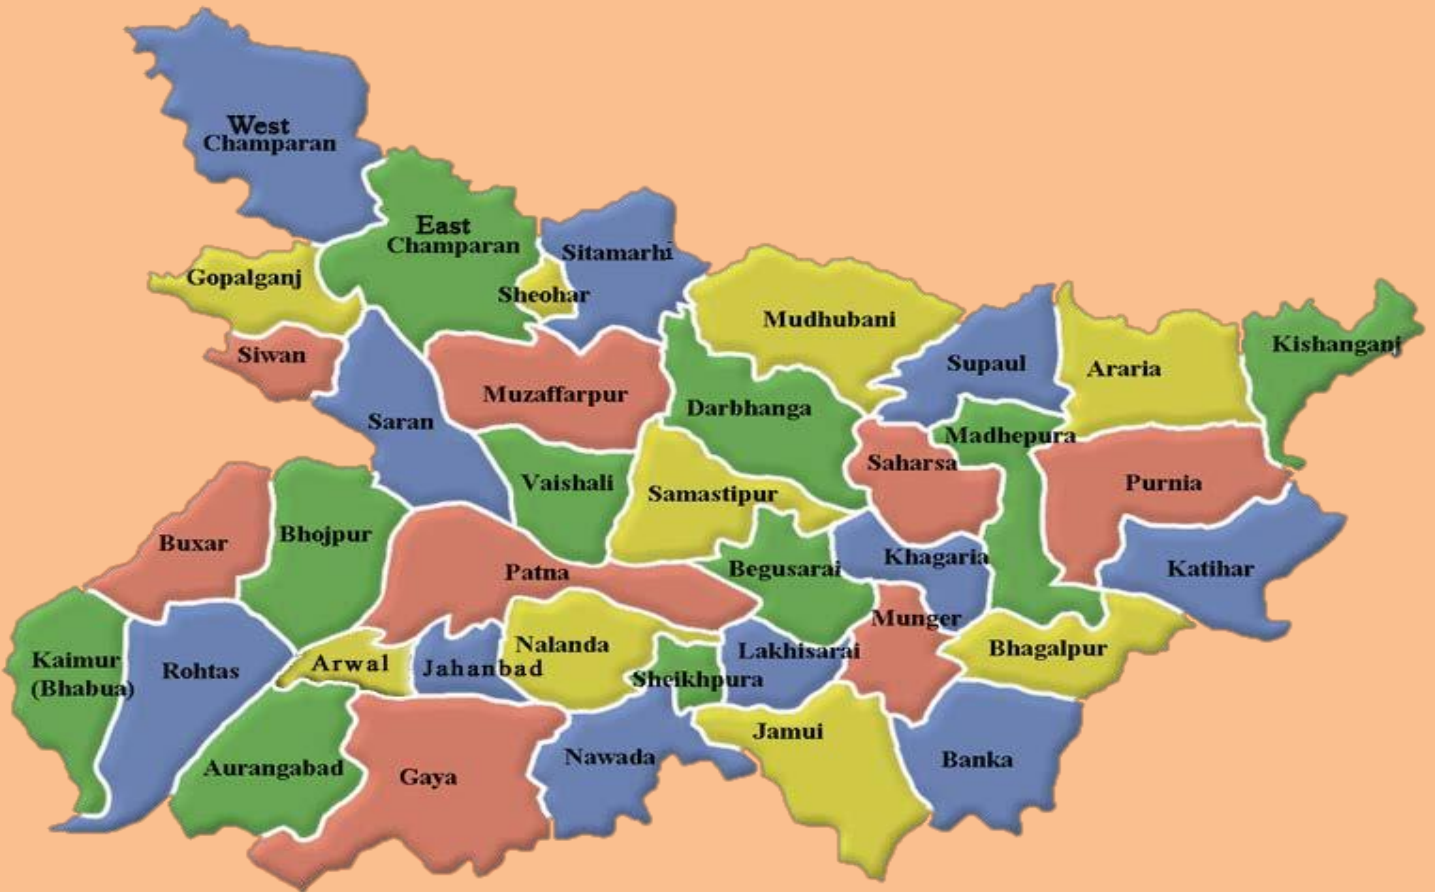 West
Champaran
East
Champaran
Sitamarhi
Gopalganj
Sheohar
Mudhubani
Siwan
Supaul
Araria
Kishanganj
Muzaffarpur
Saran
Darbhanga
Madhepura
Saharsa
Vaishali
Samastipur
Purnia
Buxar
Bhojpur
Patna
Begusarai
Khagaria
Katihar
Munger
Nalanda
Lakhisarai
Bhagalpur
Kaimur
(Bhabua)
Rohtas
Arwal
Jahanbad
Sheikhpura
Jamui
Aurangabad
Gaya
Nawada
Banka